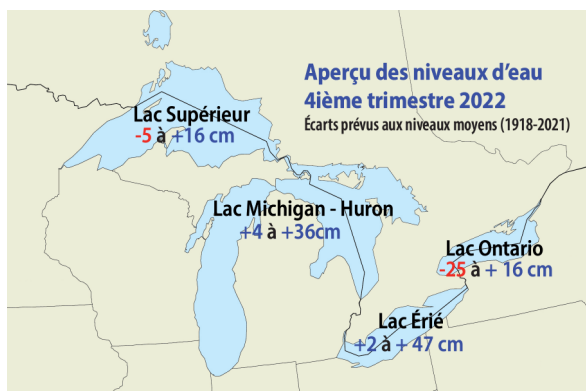 Aperçu des niveaux d'eau
4ième trimestre 2022
Écarts prévus aux niveaux moyens (1918-2021)
Lac Supérieur
-5 à +16 cm
Lac Michigan - Huron
+4 à +36cm
Lac Ontario
-25 à + 16 cm
Lac Érié
+2 à + 47 cm